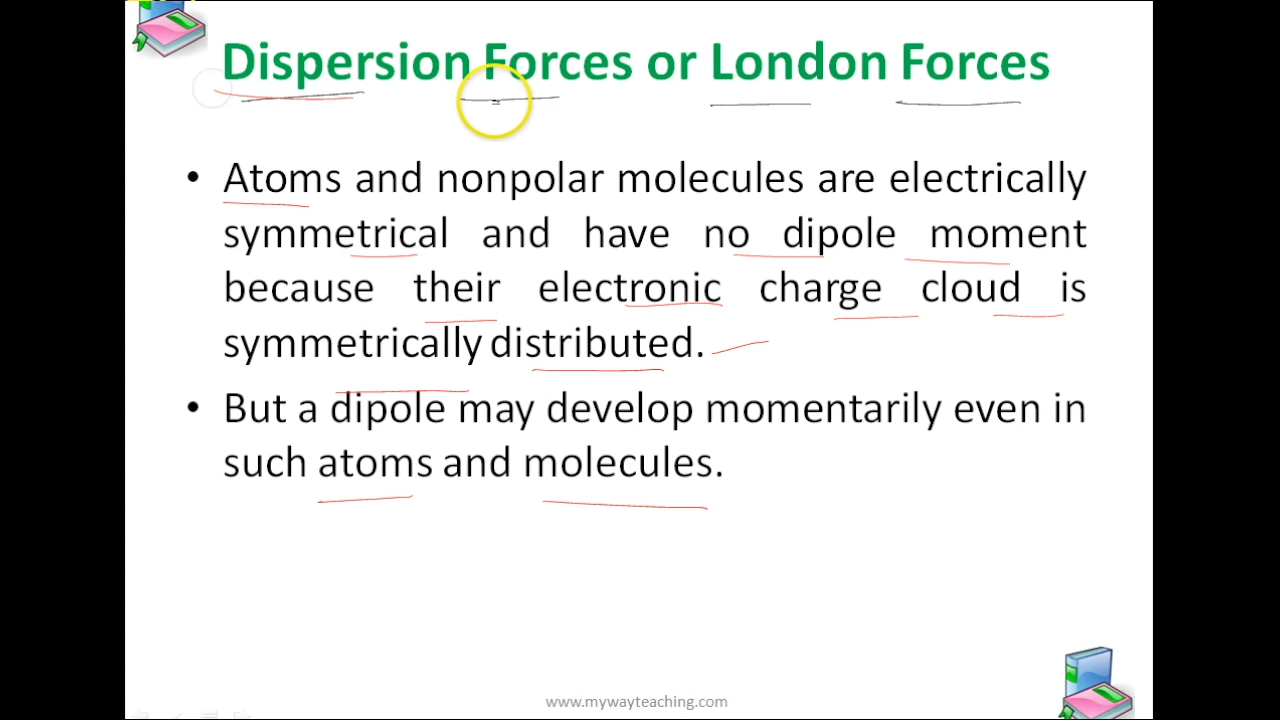 Dispersion Forces or London Forces
• Atoms and nonpolar molecules are electrically
symmetrical and have no dipole moment
because their electronic charge cloud is
symmetrically distributed.
• But a dipole may develop momentarily even in
such atoms and molecules.
www.mywayteaching.com